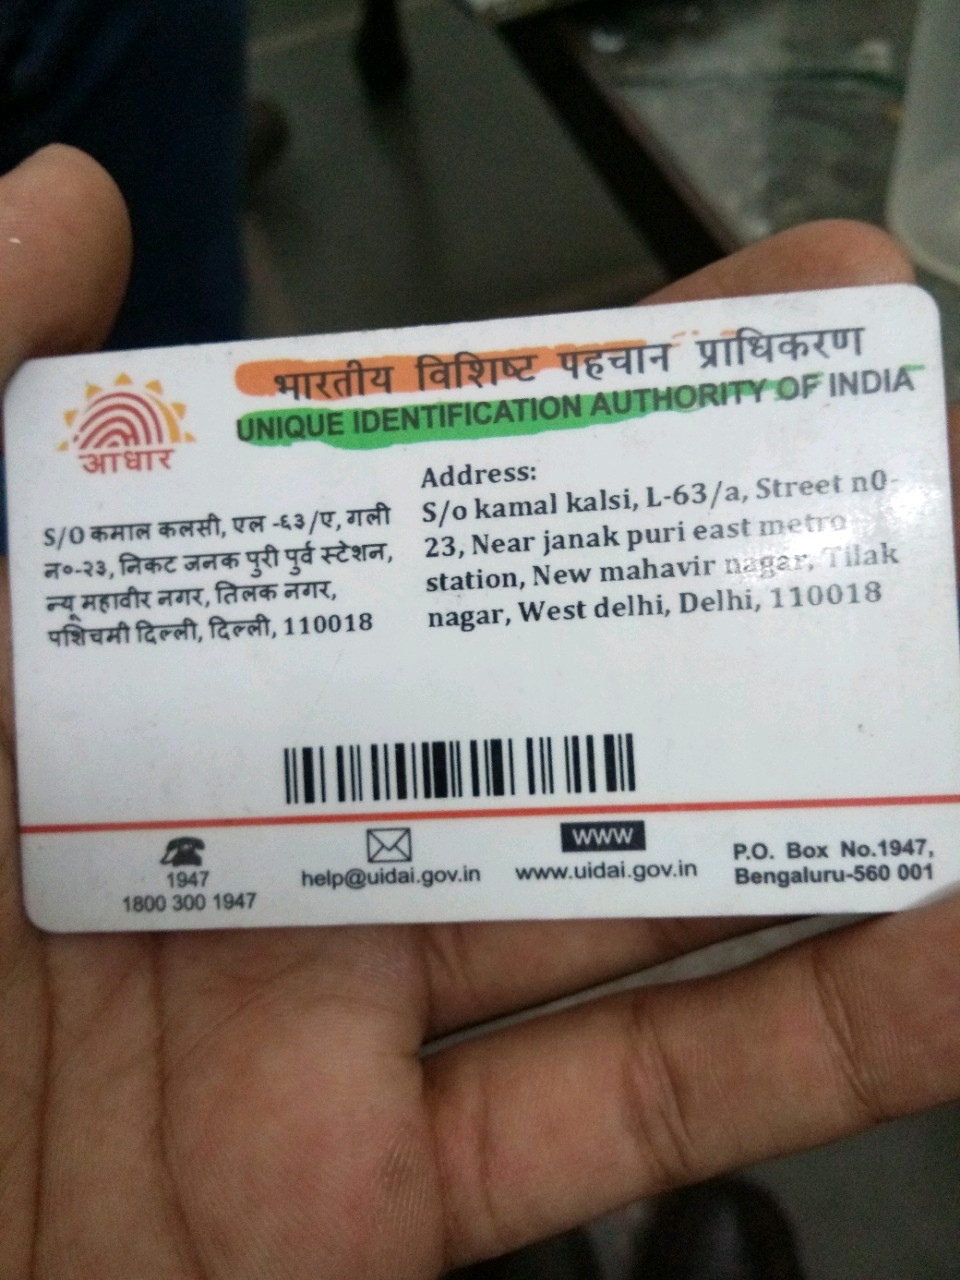 भारतीय विशिष्ट पहचान प्राधिकरण
UNIQUE IDENTIFICATION AUTHORITY OF INDIA
आधार
S/O कमाल कलसी, एल -६३/ए, गली
न०-२३, निकट जनक पुरी पुर्व स्टेशन,
न्यू महावीर नगर, तिलक नगर,
पश्चिमी दिल्ली, दिल्ली, 110018
Address:
S/o kamal kalsi, L-63/a, Street n0-
23, Near janak puri east metro
station, New mahavir nagar, Tilak
nagar, West delhi, Delhi, 110018
1947
1800 300 1947
help@uidai.gov.in
WWW
www.uidai.gov.in
P.O. Box No.1947,
Bengaluru-560 001